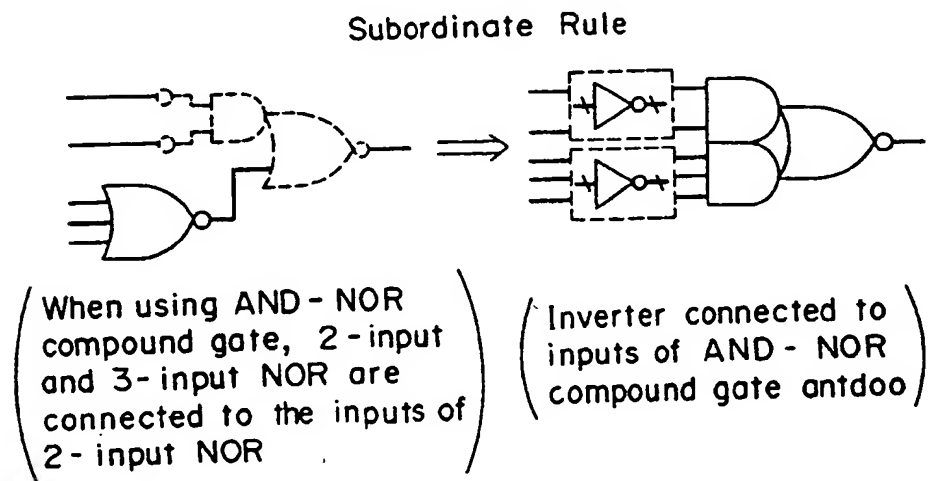 Subordinate Rule
When using AND-NOR
compound gate, 2-input
and 3-input NOR are
connected to the inputs of
2-input NOR
Inverter connected to
inputs of AND-NOR
compound gate antdoo